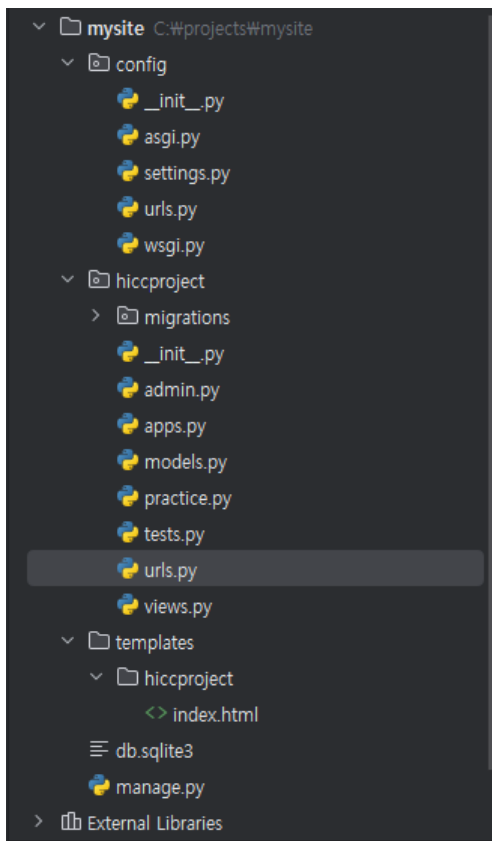 mysite C:₩projects₩mysite
config
__init__.py
asgi.py
settings.py
urls.py
wsgi.py
hiccproject
migrations
__init__.py
admin.py
apps.py
models.py
practice.py
tests.py
urls.py
views.py
templates
hiccproject
<> index.html
db.sqlite3
manage.py
External Libraries